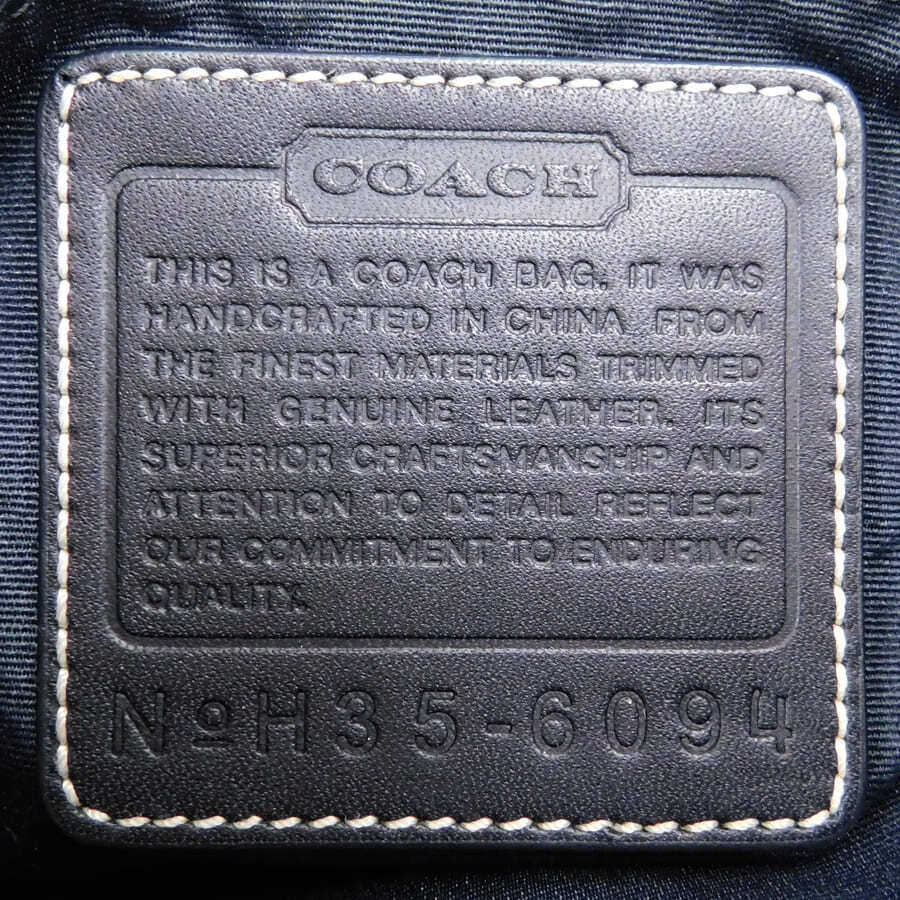 COACH
THIS IS A COACH BAG. IT WAS
HANDCRAFTED IN CHINA FROM
THE FINEST MATERIALS TRIMMED
WITH GENUINE LEATHER. ITS
SUPERIOR CRAFTSMANSHIP AND
ATTENTION TO DETAIL REFLECT
OUR COMMITMENT TO ENDURING
QUALITY.
NoH35-6094